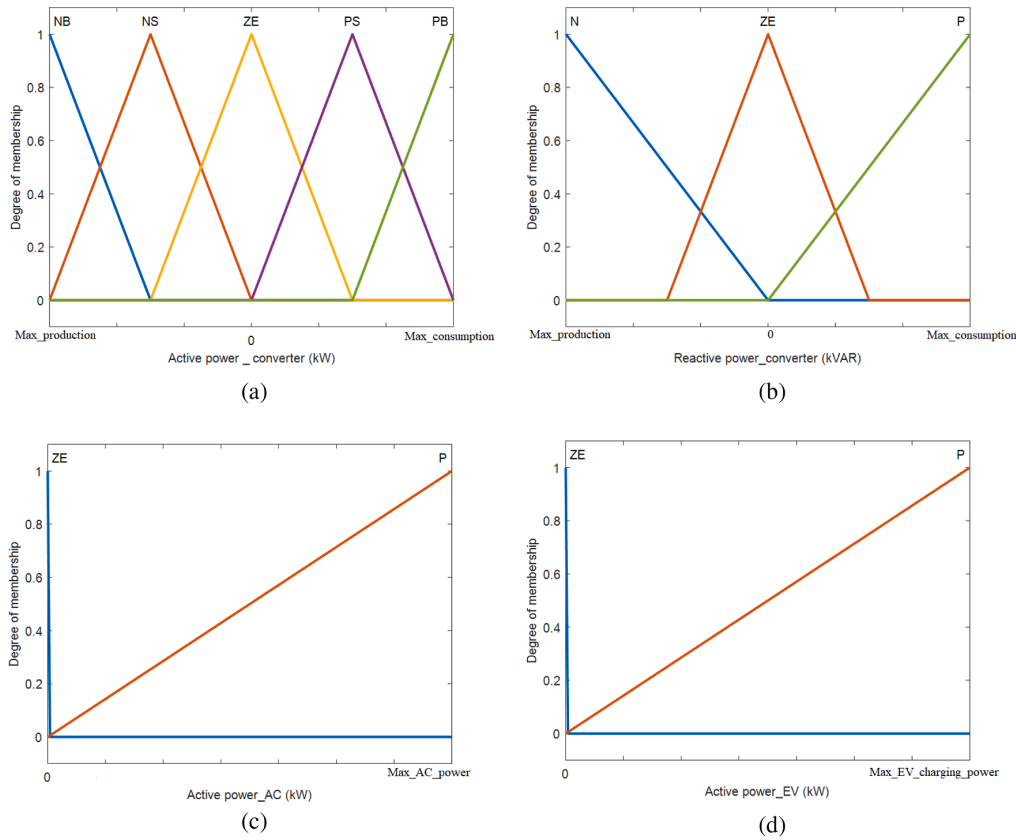 NB NS ZE PS PB
1
0.8
0.6
0.4
0.2
0
Degree of membership
Max_production 0 Max_consumption
Active power _ converter (kW)
(a)
N ZE P
1
0.8
0.6
0.4
0.2
0
Degree of membership
Max_production 0 Max_consumption
Reactive power_converter (kVAR)
(b)
ZE P
1
0.8
0.6
0.4
0.2
0
Degree of membership
0 Max_AC_power
Active power_AC (kW)
(c)
ZE P
1
0.8
0.6
0.4
0.2
0
Degree of membership
0 Max_EV_charging_power
Active power_EV (kW)
(d)